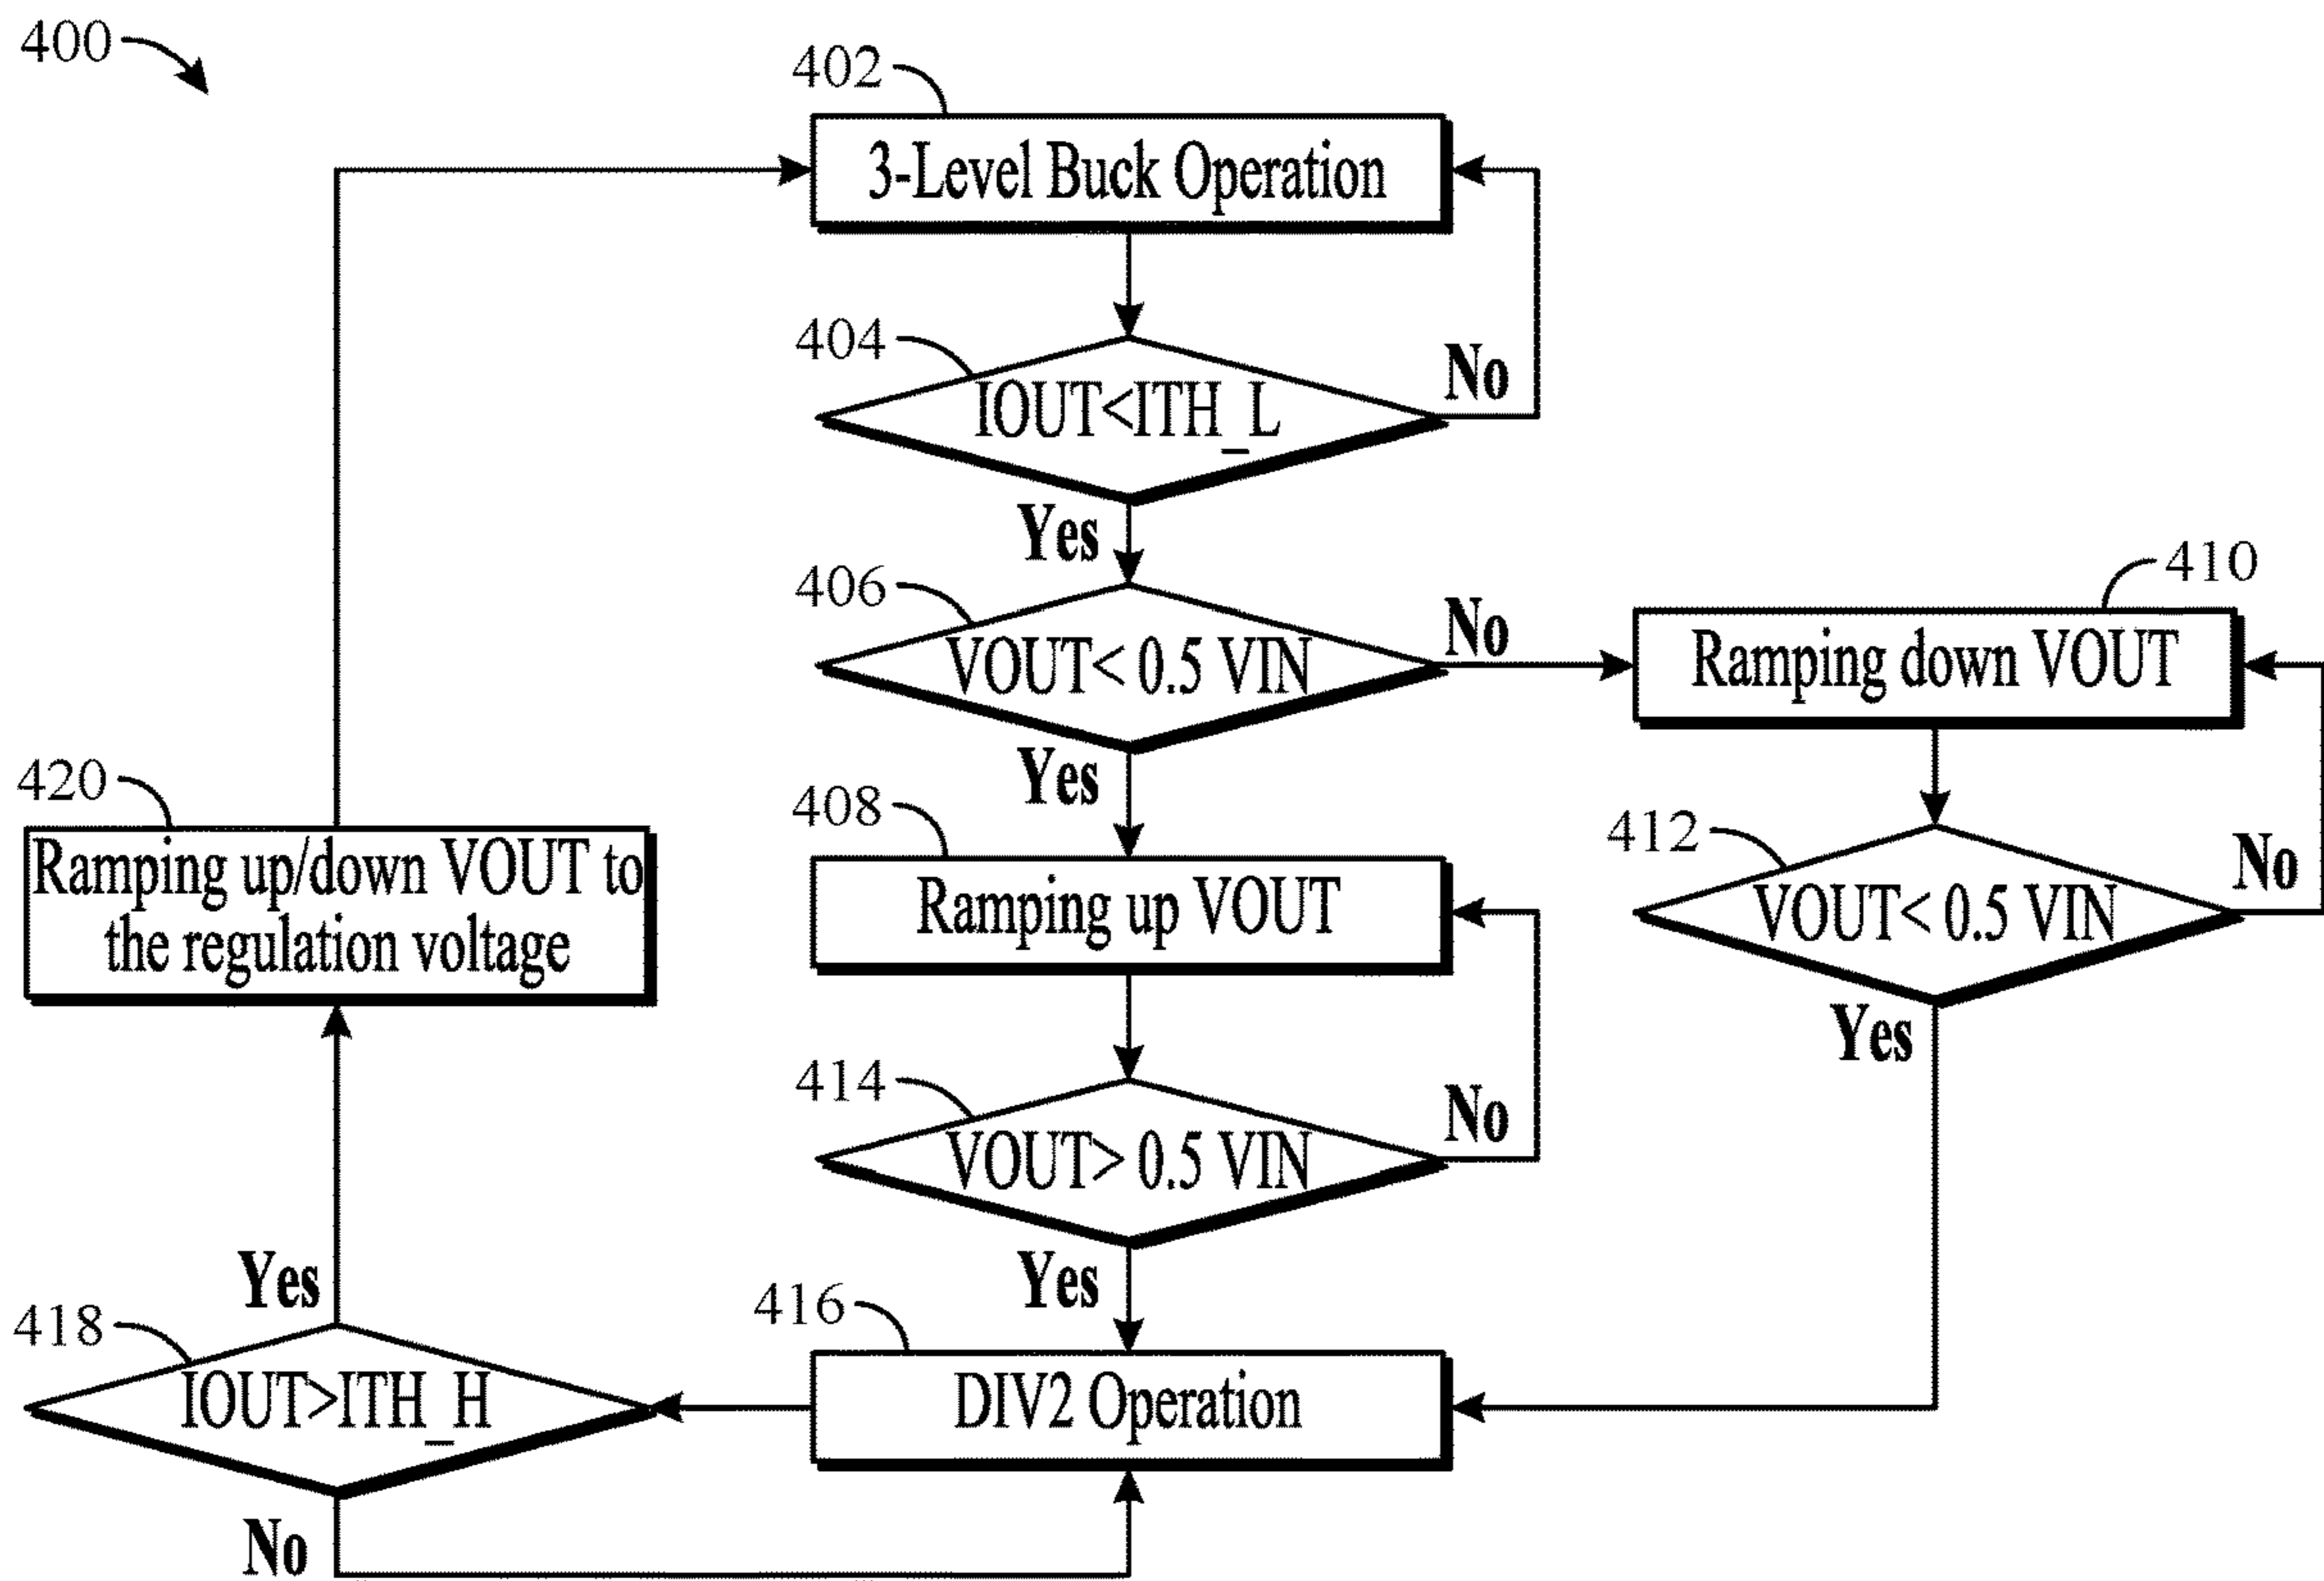 400
402
3-Level Buck Operation
404
IOUT<ITH_L
No
Yes
406
VOUT< 0.5 VIN
No
410
Ramping down VOUT
Yes
420
Ramping up/down VOUT to
the regulation voltage
408
Ramping up VOUT
412
VOUT< 0.5 VIN
No
Yes
414
VOUT> 0.5 VIN
No
Yes
Yes
418
IOUT>ITH_H
416
DIV2 Operation
No